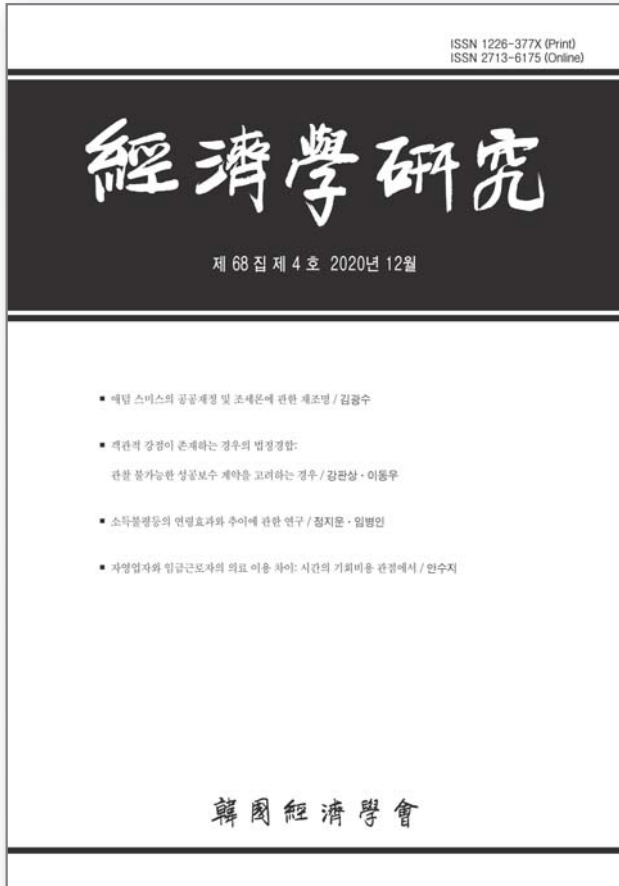 ISSN 1226-377X (Print)
ISSN 2713-6175 (Online)
經濟學研究
제 68 집 제 4 호 2020년 12월
■ 애덤 스미스의 공공재정 및 조세론에 관한 재조명 / 김광수
■ 객관적 강점이 존재하는 경우의 법정경합:
관찰 불가능한 성공보수 제약을 고려하는 경우 / 강판상・이동우
■ 소득불평등의 연령효과와 추이에 관한 연구 / 정지운・임병인
■ 자영업자와 임금근로자의 의료 이용 차이: 시간의 기회비용 관점에서 / 안수지
韓國經濟學會